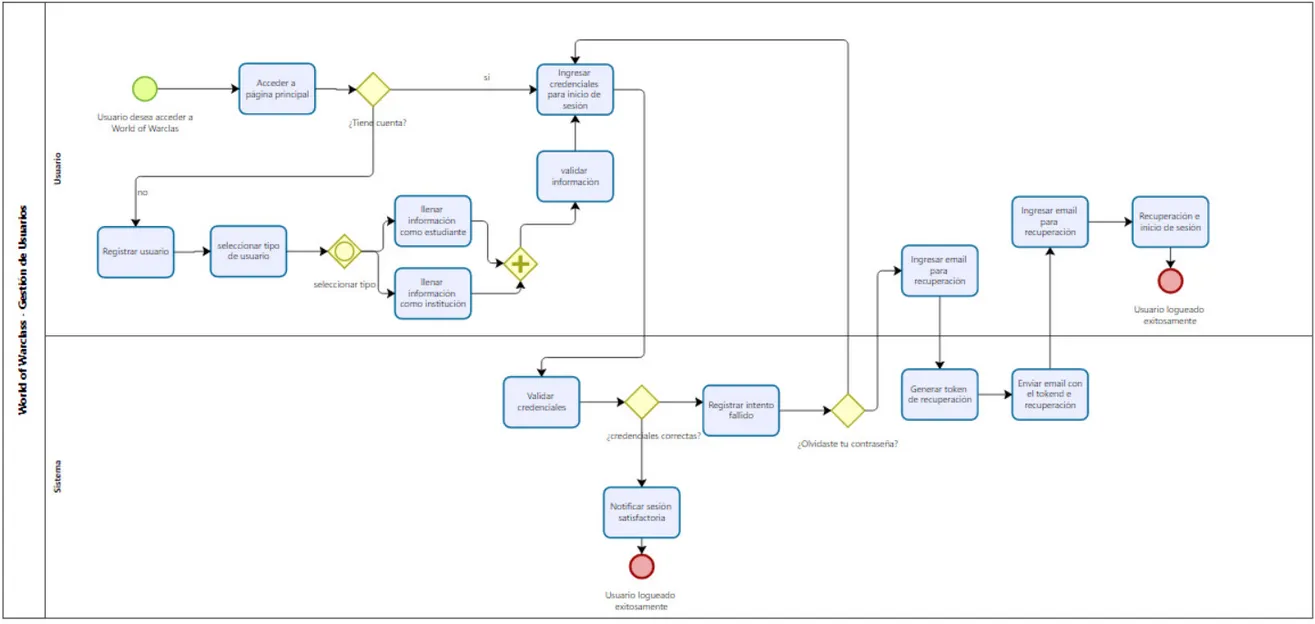 World of Warclass - Gestión de Usuarios
Usuario
Usuario desea acceder a
World of Warclas
Acceder a
página principal
¿Tiene cuenta?
si
no
Ingresar
credenciales
para inicio de
sesión
validar
información
Registrar usuario
seleccionar tipo
de usuario
seleccionar tipo
llenar
información
como estudiante
llenar
información
como institución
Ingresar email
para
recuperación
Ingresar email
para
recuperación
Recuperación e
inicio de sesión
Usuario logueado
exitosamente
Sistema
Validar
credenciales
¿credenciales correctas?
Registrar intento
fallido
¿Olvidaste tu contraseña?
Generar token
de recuperación
Enviar email con
el tokend e
recuperación
Notificar sesión
satisfactoria
Usuario logueado
exitosamente